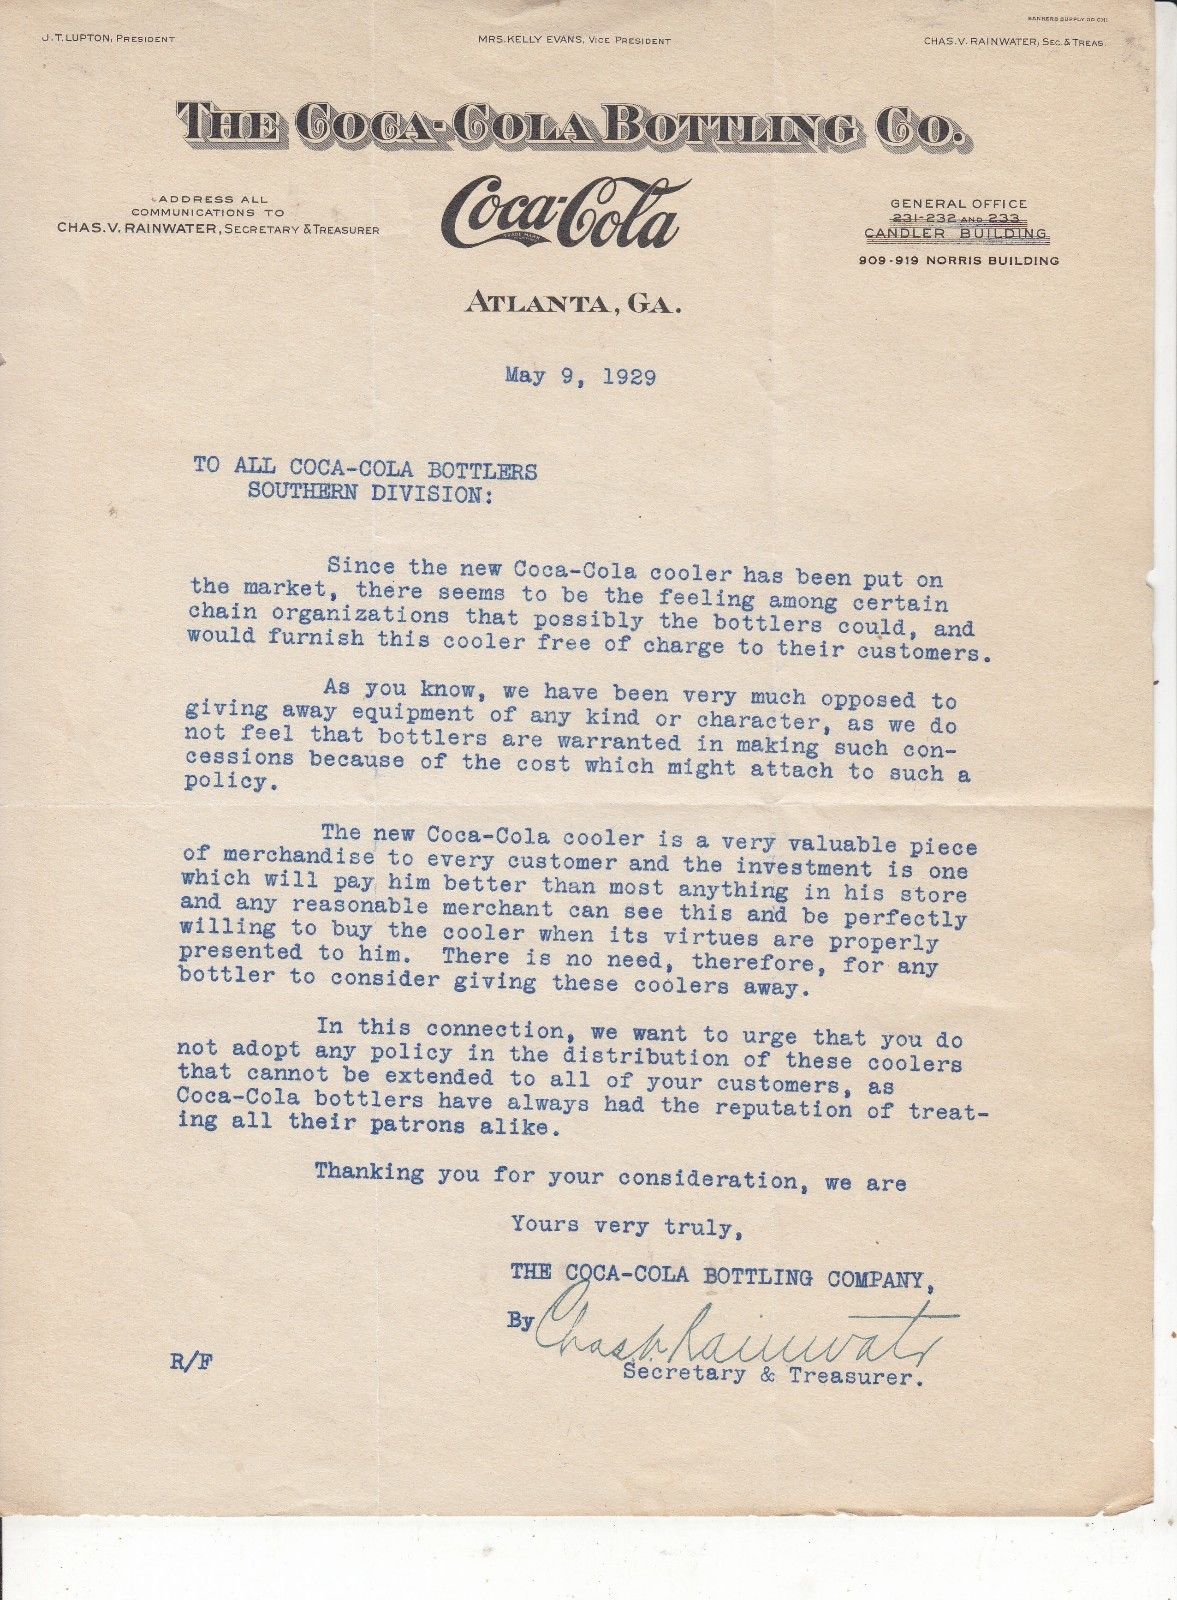 BANKERS SUPPLY CO CHI.
J.T. LUPTON, PRESIDENT
MRS. KELLY EVANS, VICE PRESIDENT
CHAS. V. RAINWATER, SEC. & TREAS.
THE COCA-COLA BOTTLING CO.
ADDRESS ALL
COMMUNICATIONS TO
CHAS. V. RAINWATER, SECRETARY & TREASURER
Coca-Cola
TRADE MARK
ATLANTA, GA.
GENERAL OFFICE
231-232 AND 233
CANDLER BUILDING
909-919 NORRIS BUILDING
May 9, 1929
TO ALL COCA-COLA BOTTLERS
SOUTHERN DIVISION:
Since the new Coca-Cola cooler has been put on
the market, there seems to be the feeling among certain
chain organizations that possibly the bottlers could, and
would furnish this cooler free of charge to their customers.
As you know, we have been very much opposed to
giving away equipment of any kind or character, as we do
not feel that bottlers are warranted in making such con-
cessions because of the cost which might attach to such a
policy.
The new Coca-Cola cooler is a very valuable piece
of merchandise to every customer and the investment is one
which will pay him better than most anything in his store
and any reasonable merchant can see this and be perfectly
willing to buy the cooler when its virtues are properly
presented to him. There is no need, therefore, for any
bottler to consider giving these coolers away.
In this connection, we want to urge that you do
not adopt any policy in the distribution of these coolers
that cannot be extended to all of your customers, as
Coca-Cola bottlers have always had the reputation of treat-
ing all their patrons alike.
Thanking you for your consideration, we are
Yours very truly,
THE COCA-COLA BOTTLING COMPANY,
By Chas. V. Rainwater
Secretary & Treasurer.
R/F